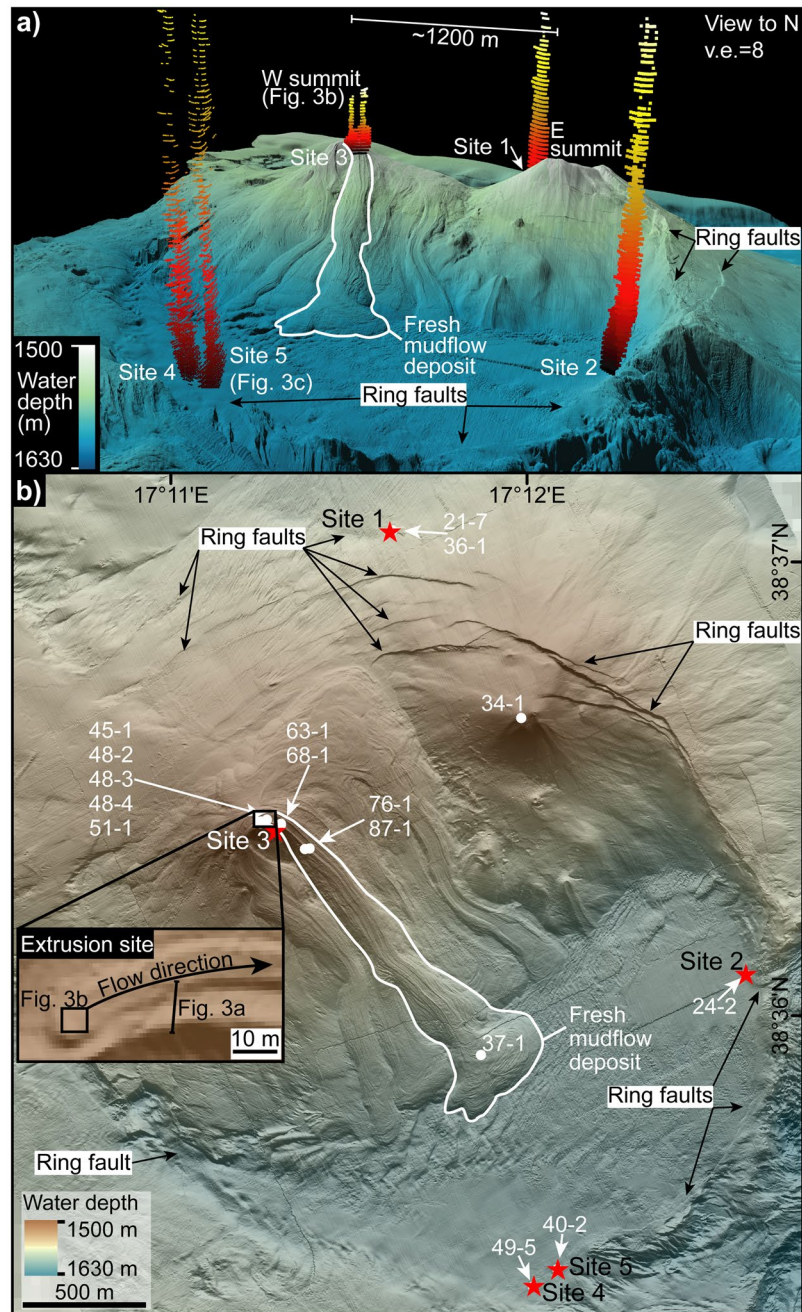 a)
~1200 m
View to N
v.e.=8
W summit
(Fig. 3b)
Site 3
Site 1
E
summit
Ring faults
Fresh
mudflow
deposit
Site 4
Site 5
(Fig. 3c)
Site 2
Ring faults
1500
Water
depth
(m)
1630
b)
17°11'E
17°12'E
Site 1
21-7
36-1
38°37'N
Ring faults
Ring faults
34-1
45-1
48-2
48-3
48-4
51-1
63-1
68-1
76-1
87-1
Site 3
Extrusion site
Flow direction
Fig. 3b
Fig. 3a
10 m
Site 2
24-2
38°36'N
Fresh
mudflow
deposit
37-1
Ring faults
Ring fault
Water depth
1500 m
1630 m
500 m
40-2
49-5
Site 5
Site 4